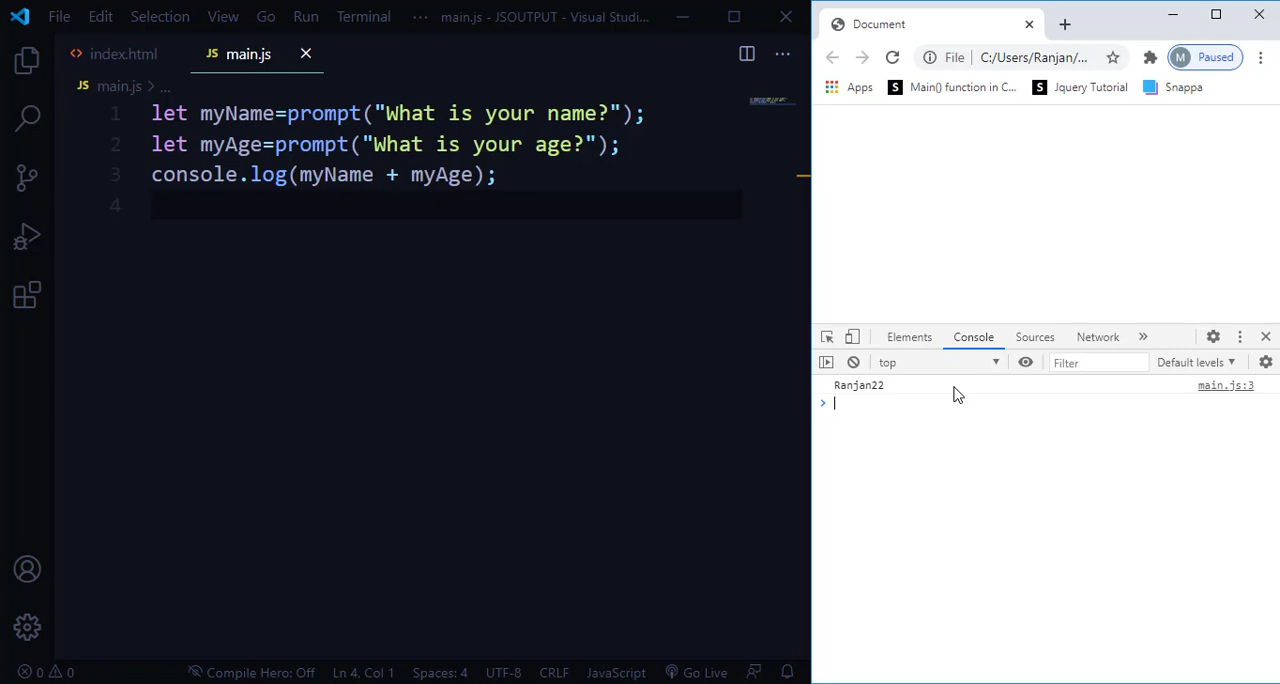 File Edit Selection View Go Run Terminal ··· main.js - JSOUTPUT - Visual Studi...
index.html JS main.js
JS main.js > ...
1 let myName=prompt("What is your name?");
2 let myAge=prompt("What is your age?");
3 console.log(myName + myAge);
4
0 0 Compile Hero: Off Ln 4, Col 1 Spaces: 4 UTF-8 CRLF JavaScript Go Live
Document
File C:/Users/Ranjan/... M Paused
Apps S Main() function in C... S Jquery Tutorial Snappa
Elements Console Sources Network »
top Filter Default levels
Ranjan22 main.js:3
>